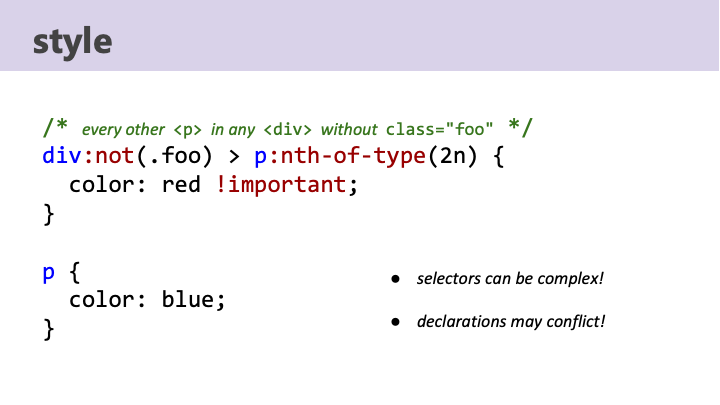 style
/* every other <p> in any <div> without class="foo" */
div:not(.foo) > p:nth-of-type(2n) {
  color: red !important;
}
p {
  color: blue;
}
● selectors can be complex!
● declarations may conflict!